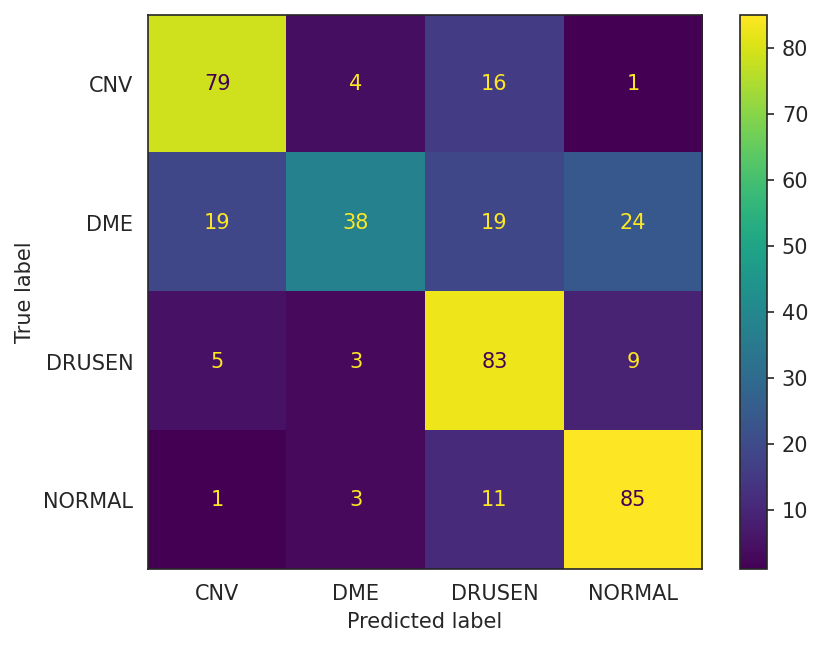 CNV 79 4 16 1
DME 19 38 19 24
DRUSEN 5 3 83 9
NORMAL 1 3 11 85
CNV DME DRUSEN NORMAL
Predicted label
True label
80
70
60
50
40
30
20
10